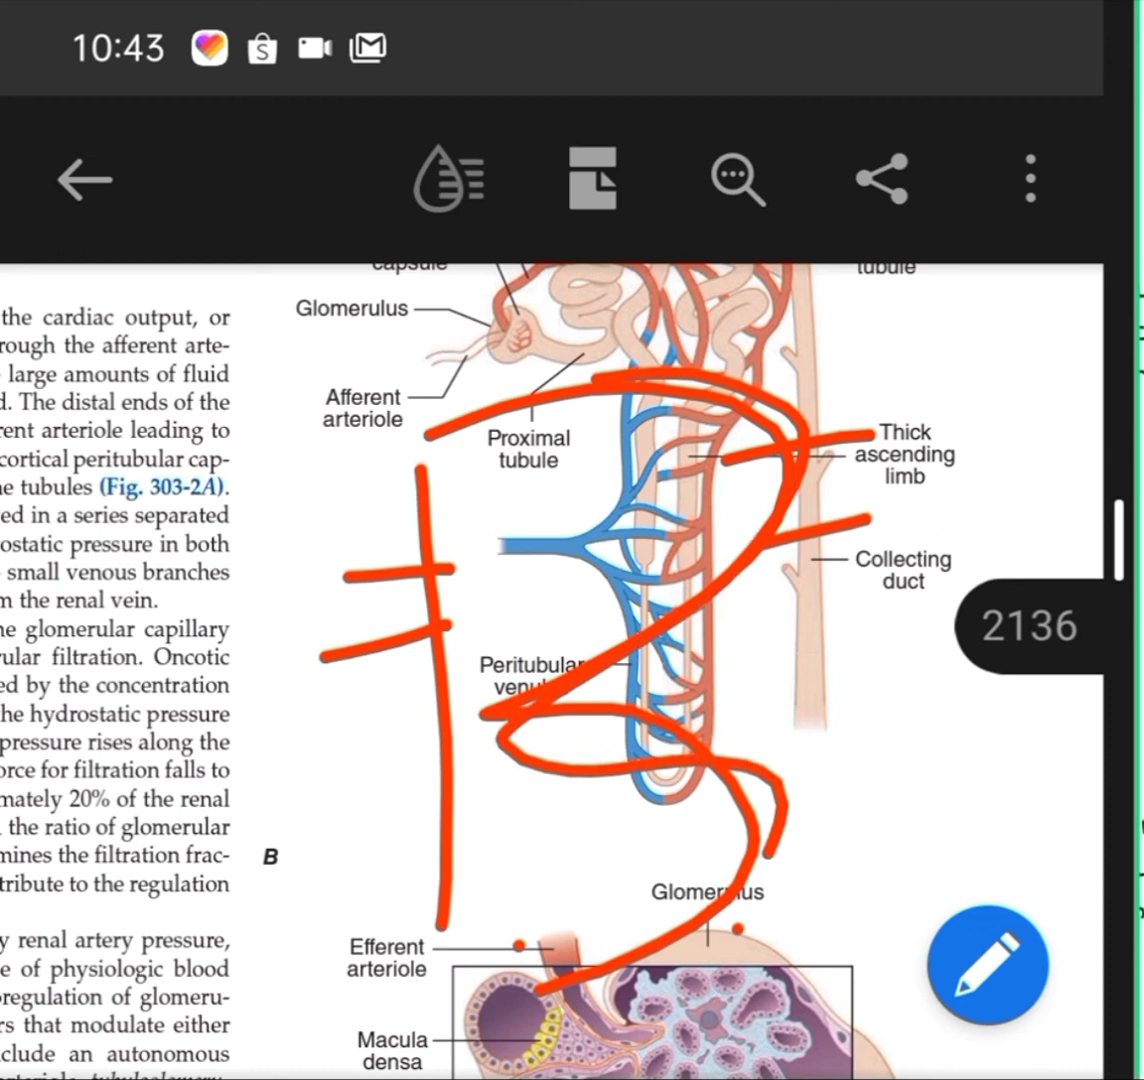 10:43
capsule
tubule
Glomerulus
Afferent
arteriole
Proximal
tubule
Thick
ascending
limb
Collecting
duct
2136
Peritubular
B
Efferent
arteriole
Macula
densa
the cardiac output, or
rough the afferent arte-
large amounts of fluid
d. The distal ends of the
rent arteriole leading to
cortical peritubular cap-
e tubules (Fig. 303-2A).
ed in a series separated
ostatic pressure in both
small venous branches
m the renal vein.
he glomerular capillary
ular filtration. Oncotic
ed by the concentration
he hydrostatic pressure
pressure rises along the
orce for filtration falls to
mately 20% of the renal
the ratio of glomerular
mines the filtration frac-
tribute to the regulation
y renal artery pressure,
e of physiologic blood
regulation of glomeru-
rs that modulate either
clude an autonomous